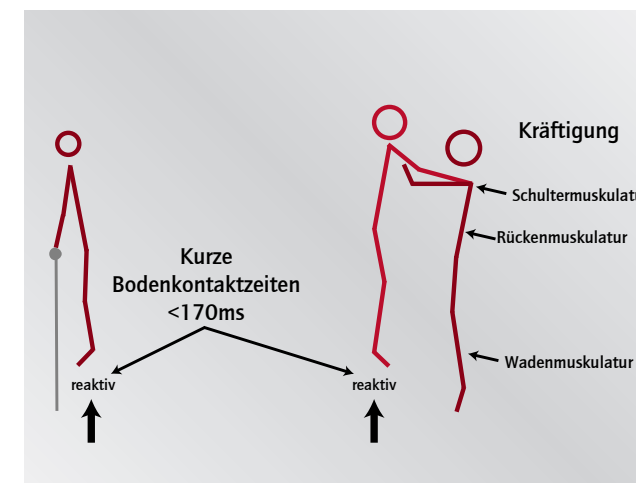 Kräftigung
Schultermuskulatu
Rückenmuskulatur
Kurze
Bodenkontaktzeiten
<170ms
Wadenmuskulatur
reaktiv
reaktiv